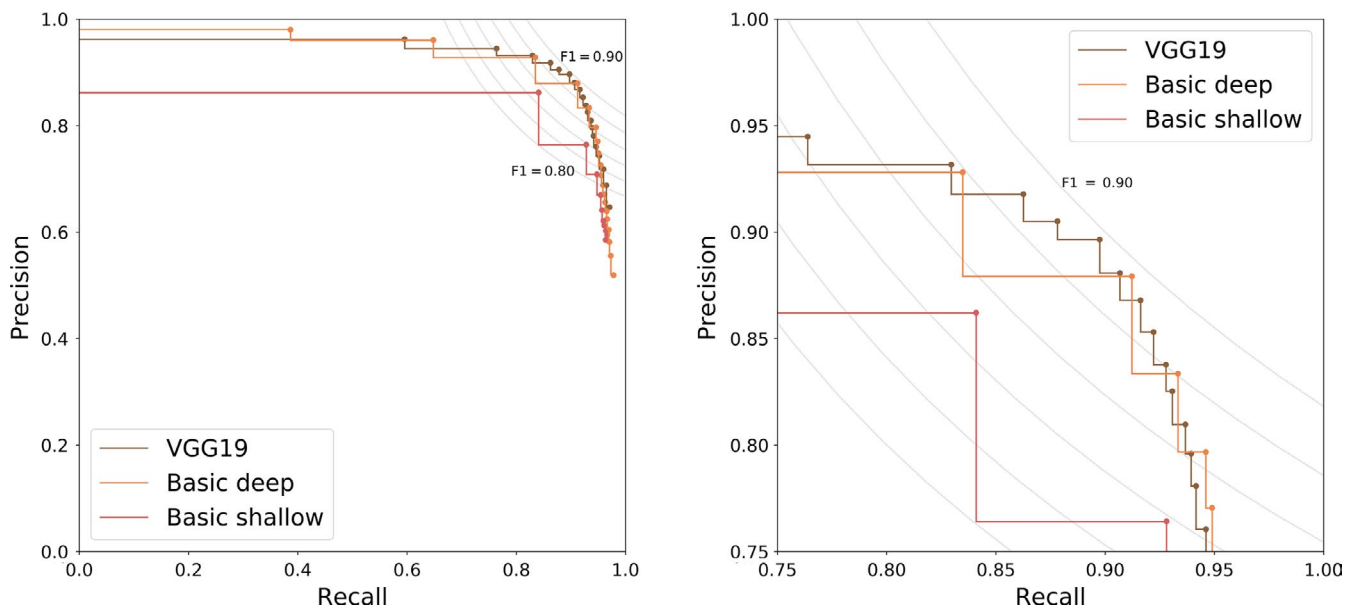 1.0
0.8
0.6
0.4
0.2
0.0
Precision
F1 = 0.90
F1 = 0.80
VGG19
Basic deep
Basic shallow
0.0 0.2 0.4 0.6 0.8 1.0
Recall
1.00
0.95
0.90
0.85
0.80
0.75
Precision
VGG19
Basic deep
Basic shallow
F1 = 0.90
0.75 0.80 0.85 0.90 0.95 1.00
Recall